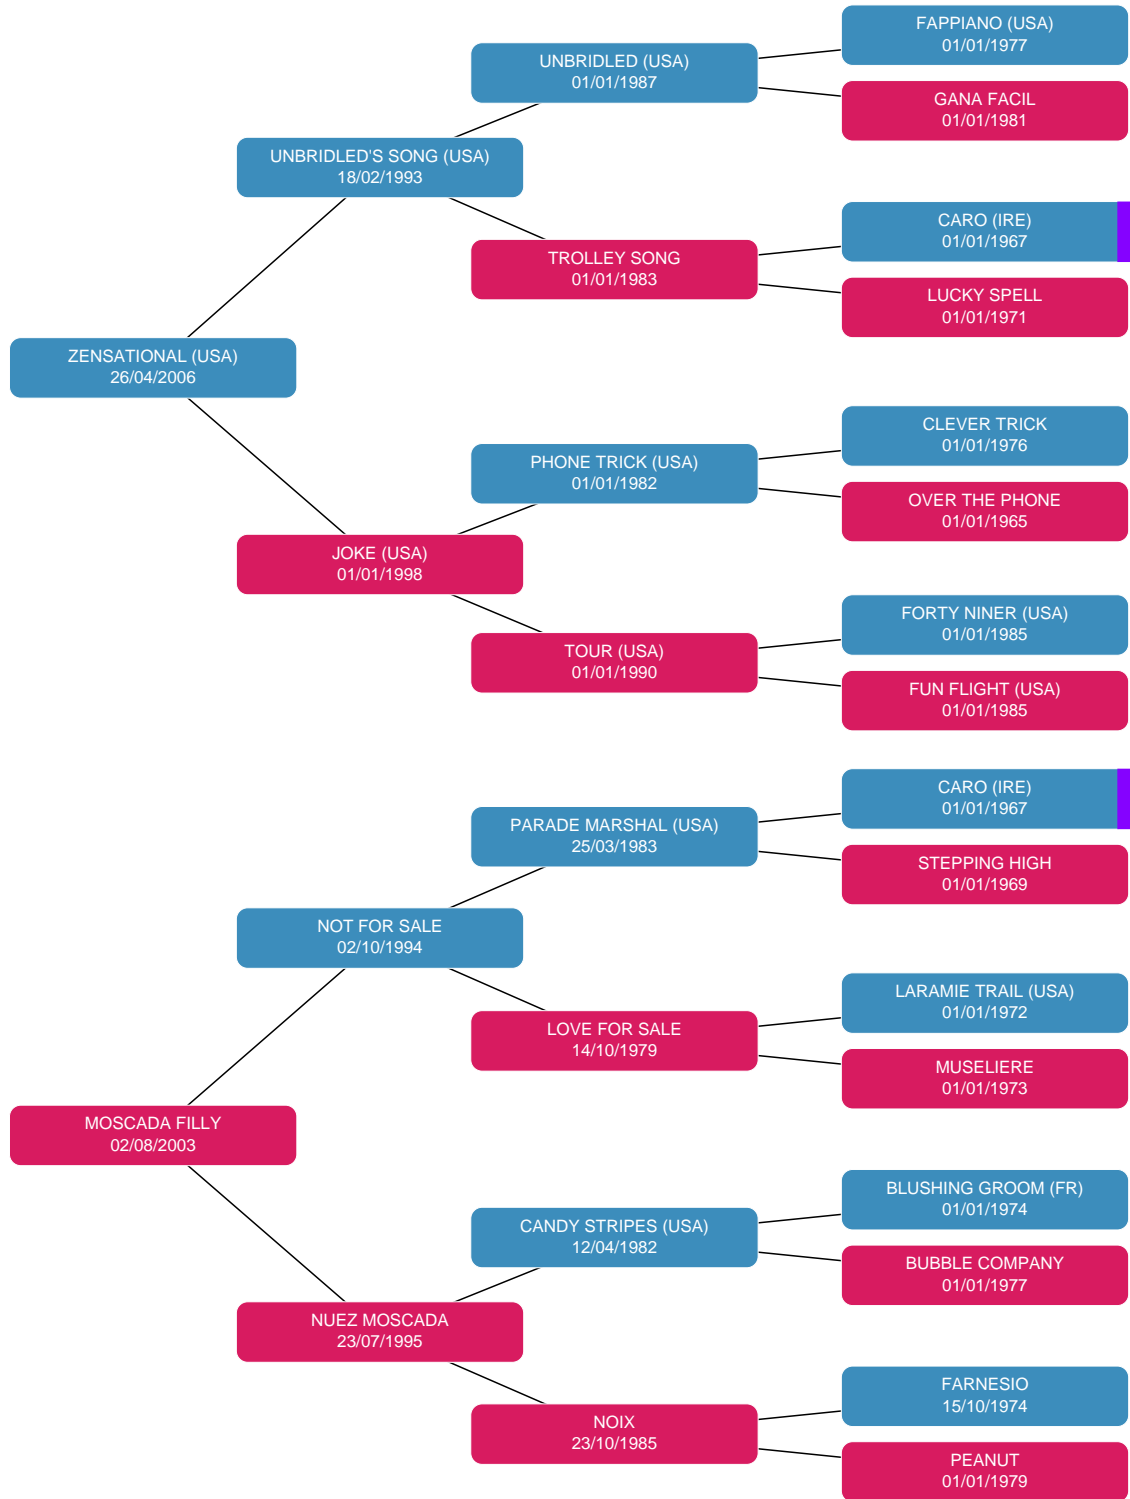 FAPPIANO (USA)
01/01/1977
UNBRIDLED (USA)
01/01/1987
GANA FACIL
01/01/1981
UNBRIDLED'S SONG (USA)
18/02/1993
CARO (IRE)
01/01/1967
TROLLEY SONG
01/01/1983
LUCKY SPELL
01/01/1971
ZENSATIONAL (USA)
26/04/2006
CLEVER TRICK
01/01/1976
PHONE TRICK (USA)
01/01/1982
OVER THE PHONE
01/01/1965
JOKE (USA)
01/01/1998
FORTY NINER (USA)
01/01/1985
TOUR (USA)
01/01/1990
FUN FLIGHT (USA)
01/01/1985
CARO (IRE)
01/01/1967
PARADE MARSHAL (USA)
25/03/1983
STEPPING HIGH
01/01/1969
NOT FOR SALE
02/10/1994
LARAMIE TRAIL (USA)
01/01/1972
LOVE FOR SALE
14/10/1979
MUSELIERE
01/01/1973
MOSCADA FILLY
02/08/2003
BLUSHING GROOM (FR)
01/01/1974
CANDY STRIPES (USA)
12/04/1982
BUBBLE COMPANY
01/01/1977
NUEZ MOSCADA
23/07/1995
FARNESIO
15/10/1974
NOIX
23/10/1985
PEANUT
01/01/1979